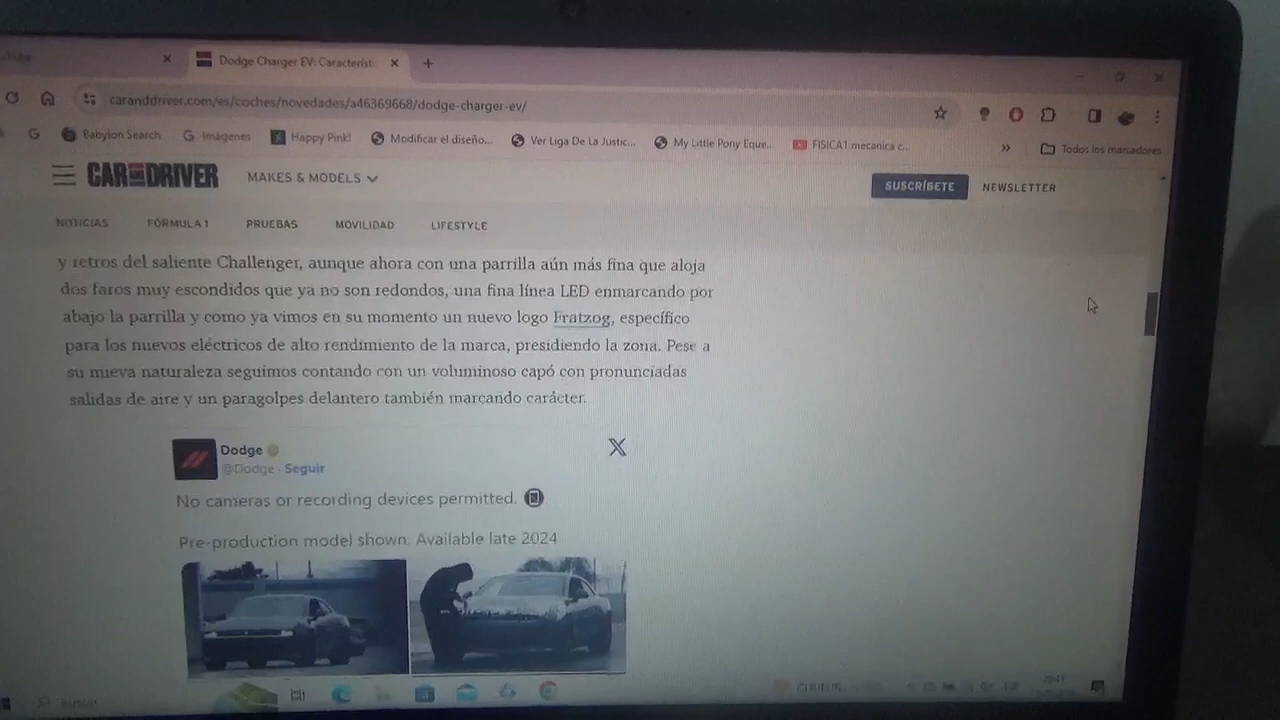 Dodge Charger EV: Característ
caranddriver.com/es/coches/novedades/a46369668/dodge-charger-ev/
G Babylon Search Imágenes Happy Pink! Modificar el diseño... Ver Liga De La Justic... My Little Pony Eque... FISICA1 mecanica c... » Todos los marcadores
CAR AND DRIVER MAKES & MODELS SUSCRÍBETE NEWSLETTER
NOTICIAS FÓRMULA 1 PRUEBAS MOVILIDAD LIFESTYLE
y retros del saliente Challenger, aunque ahora con una parrilla aún más fina que aloja
dos faros muy escondidos que ya no son redondos, una fina línea LED enmarcando por
abajo la parrilla y como ya vimos en su momento un nuevo logo Fratzog, específico
para los nuevos eléctricos de alto rendimiento de la marca, presidiendo la zona. Pese a
su nueva naturaleza seguimos contando con un voluminoso capó con pronunciadas
salidas de aire y un paragolpes delantero también marcando carácter.
Dodge
@Dodge · Seguir
No cameras or recording devices permitted.
Pre-production model shown. Available late 2024
Buscar